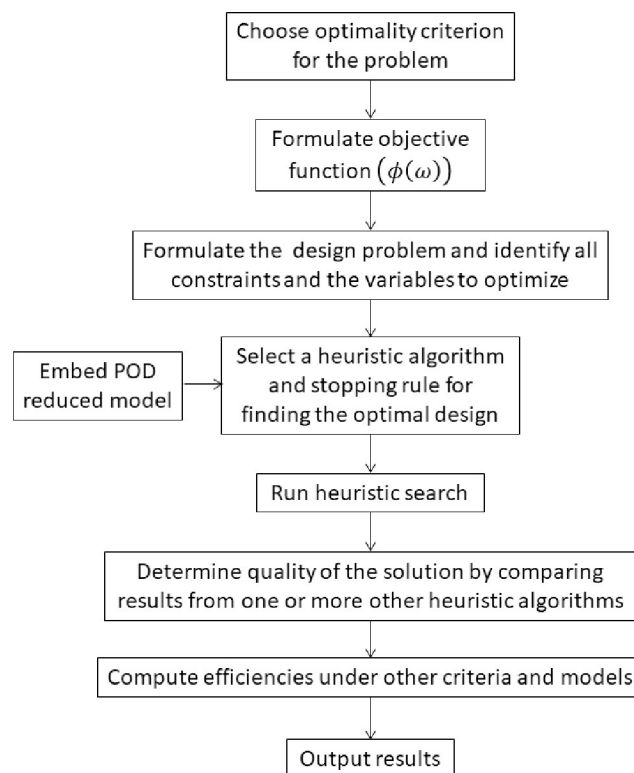 Choose optimality criterion
for the problem
Formulate objective
function (ϕ(ω))
Formulate the design problem and identify all
constraints and the variables to optimize
Embed POD
reduced model
Select a heuristic algorithm
and stopping rule for
finding the optimal design
Run heuristic search
Determine quality of the solution by comparing
results from one or more other heuristic algorithms
Compute efficiencies under other criteria and models
Output results